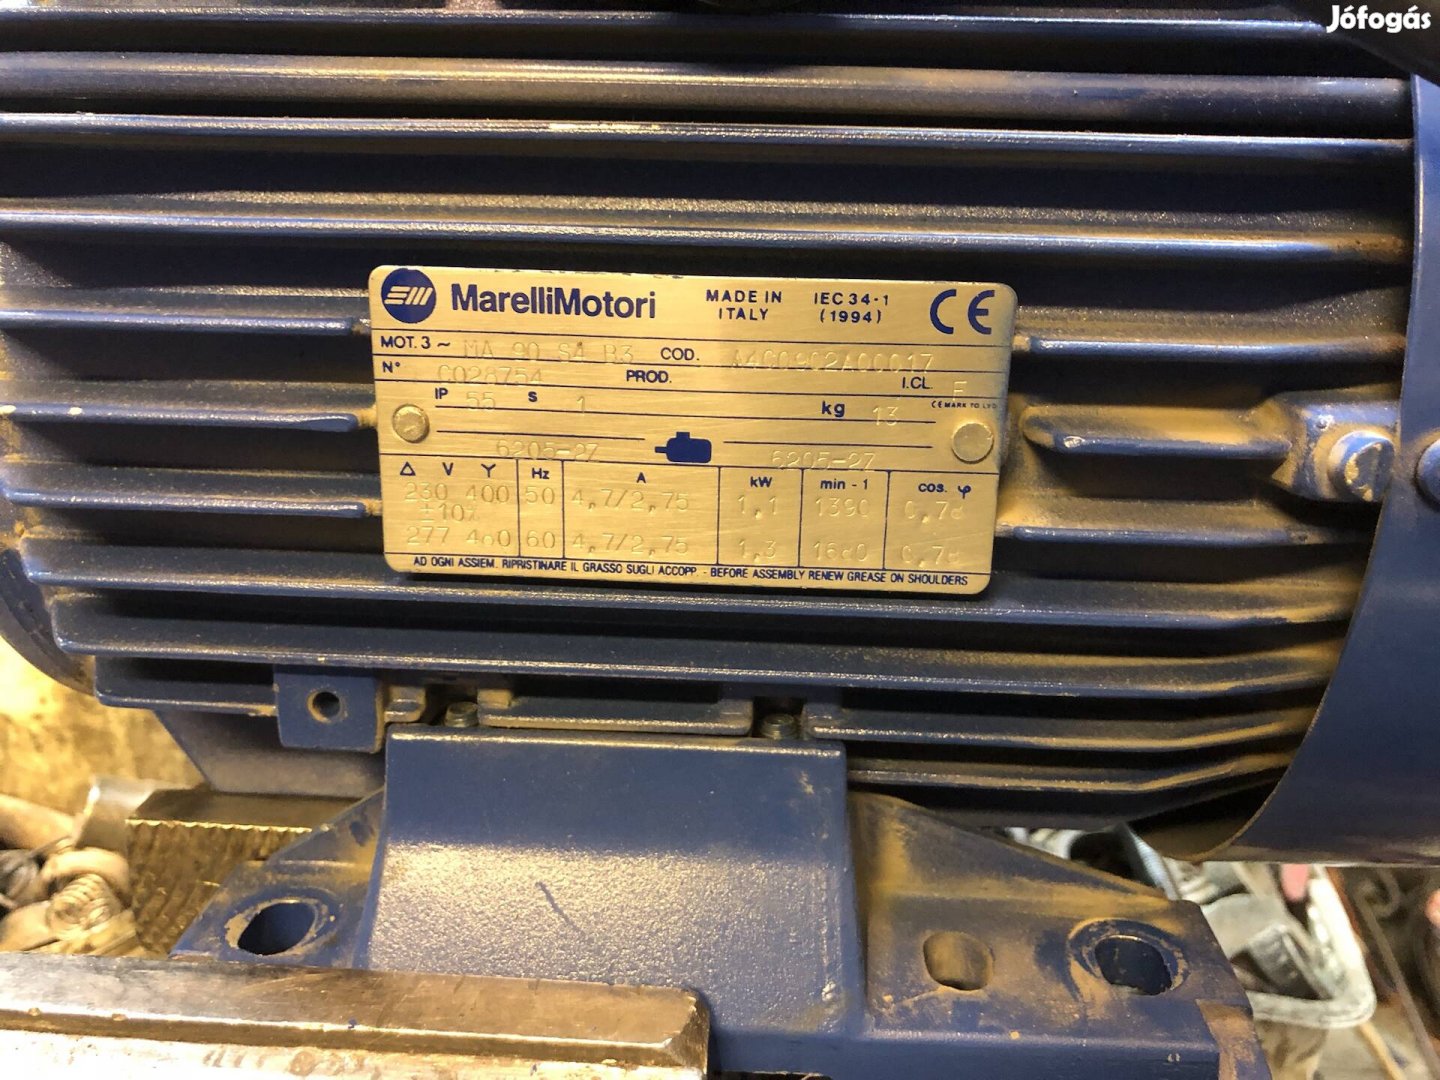 Jófogás
MarelliMotori MADE IN ITALY IEC 34-1 (1994) CE
MOT. 3 ~ MA 90 S4 B3 COD.
N° C028754 PROD. I.CL. F
IP 55 S 1 kg 13 CE MARK TO LVD
6205-2Z 6205-2Z
Δ V Y Hz A kW min - 1 cos. φ
230 400 50 4,7/2,75 1,1 1390
±10%
277 480 60 4,7/2,75 1,3 1680
AD OGNI ASSIEM. RIPRISTINARE IL GRASSO SUGLI ACCOPP. - BEFORE ASSEMBLY RENEW GREASE ON SHOULDERS